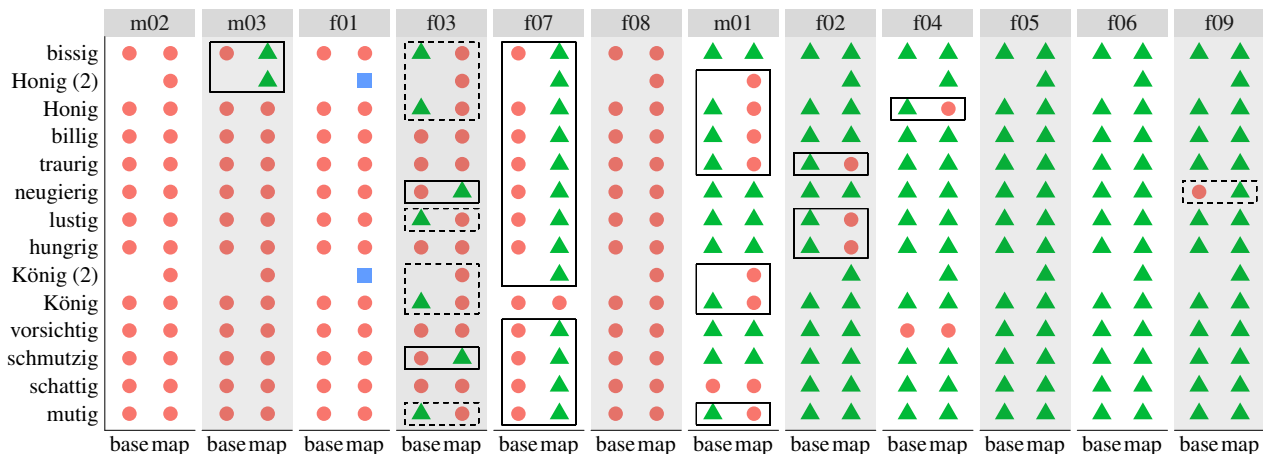 m02 m03 f01 f03 f07 f08 m01 f02 f04 f05 f06 f09
bissig
Honig (2)
Honig
billig
traurig
neugierig
lustig
hungrig
König (2)
König
vorsichtig
schmutzig
schattig
mutig
base map base map base map base map base map base map base map base map base map base map base map base map